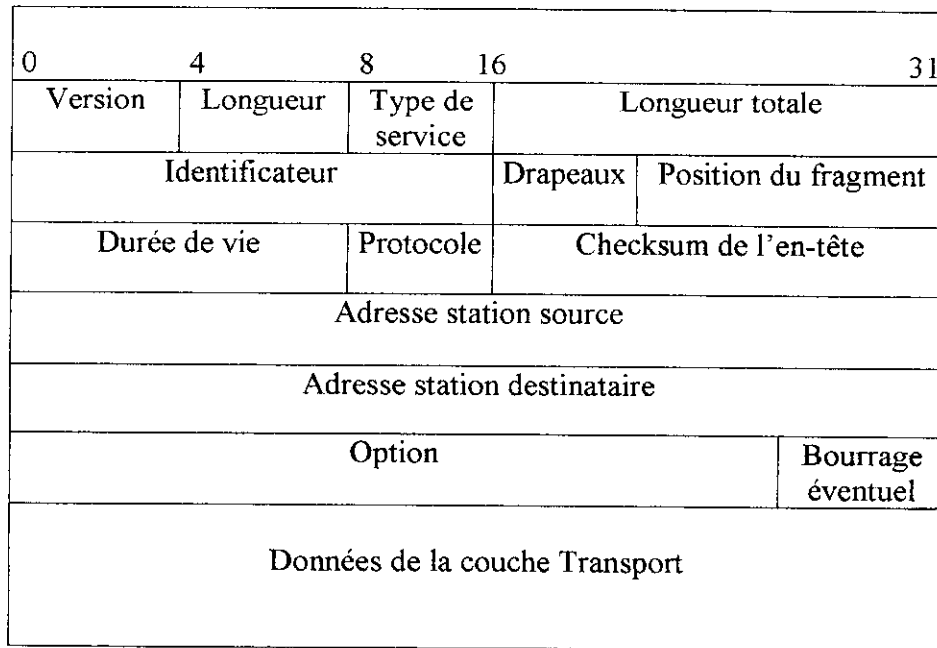 0 4 8 16 31
Version Longueur Type de Longueur totale
service
Identificateur Drapeaux Position du fragment
Durée de vie Protocole Checksum de l'en-tête
Adresse station source
Adresse station destinataire
Option Bourrage
éventuel
Données de la couche Transport